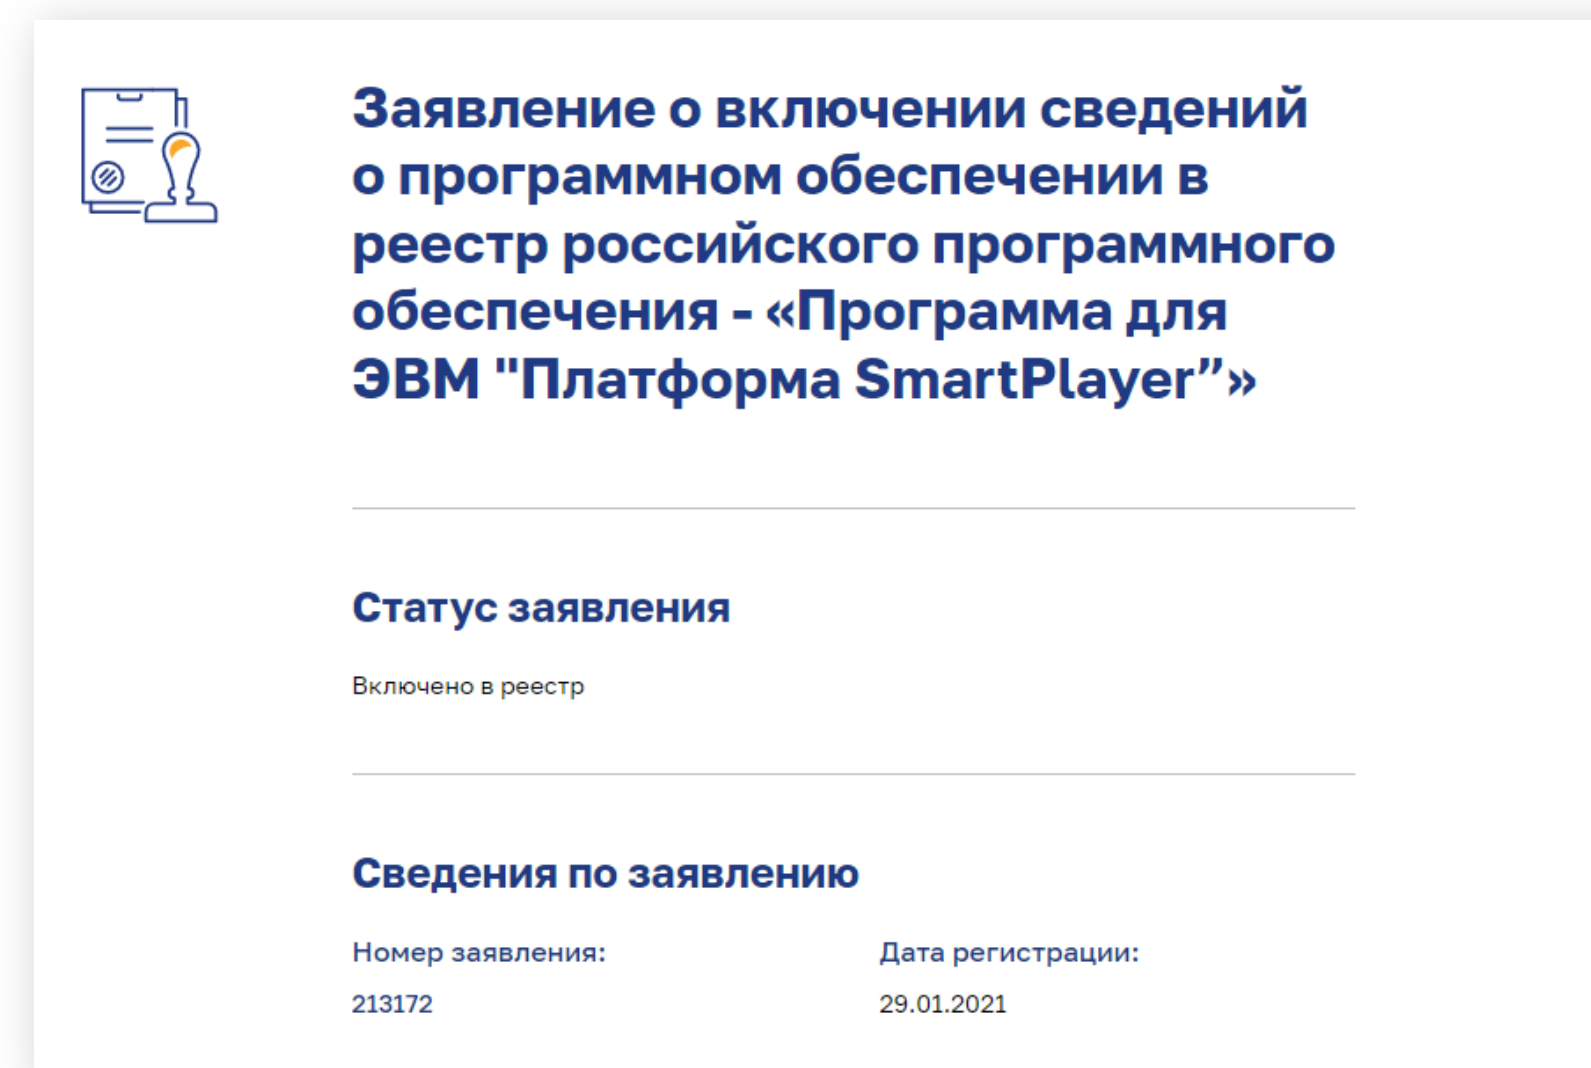 Заявление о включении сведений
о программном обеспечении в
реестр российского программного
обеспечения - «Программа для
ЭВМ "Платформа SmartPlayer”»
Статус заявления
Включено в реестр
Сведения по заявлению
Номер заявления:
213172
Дата регистрации:
29.01.2021